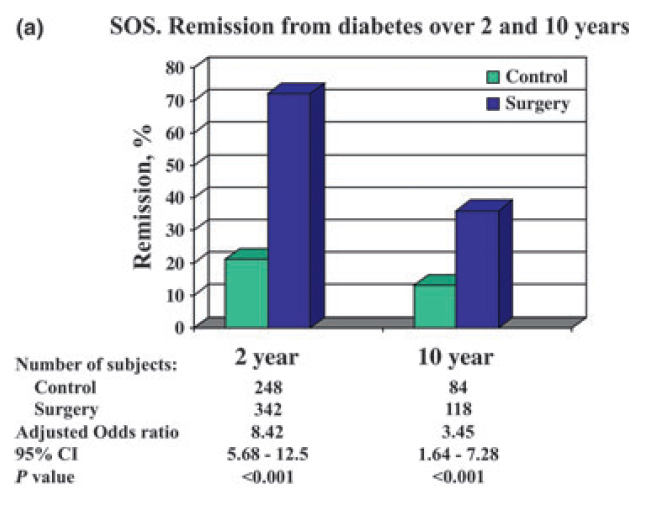 (a) SOS. Remission from diabetes over 2 and 10 years
Control
Surgery
Remission, %
80
70
60
50
40
30
20
10
0
2 year 10 year
Number of subjects:
Control 248 84
Surgery 342 118
Adjusted Odds ratio 8.42 3.45
95% CI 5.68 - 12.5 1.64 - 7.28
P value <0.001 <0.001